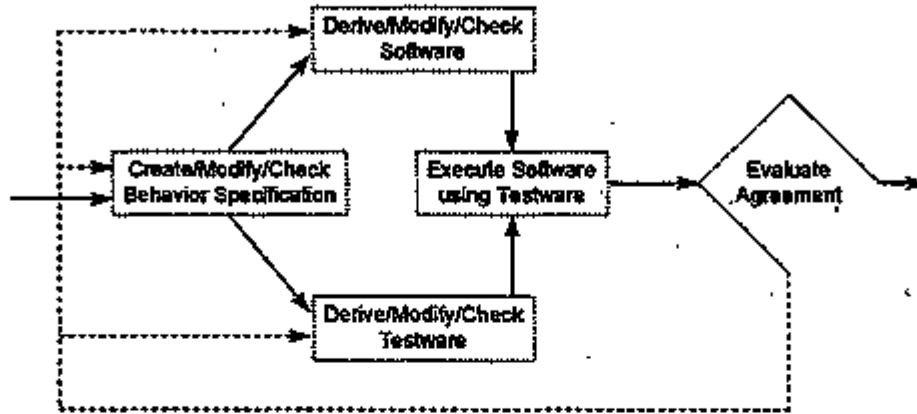 Derive/Modify/Check
Software
Create/Modify/Check
Behavior Specification
Execute Software
using Testware
Evaluate
Agreement
Derive/Modify/Check
Testware